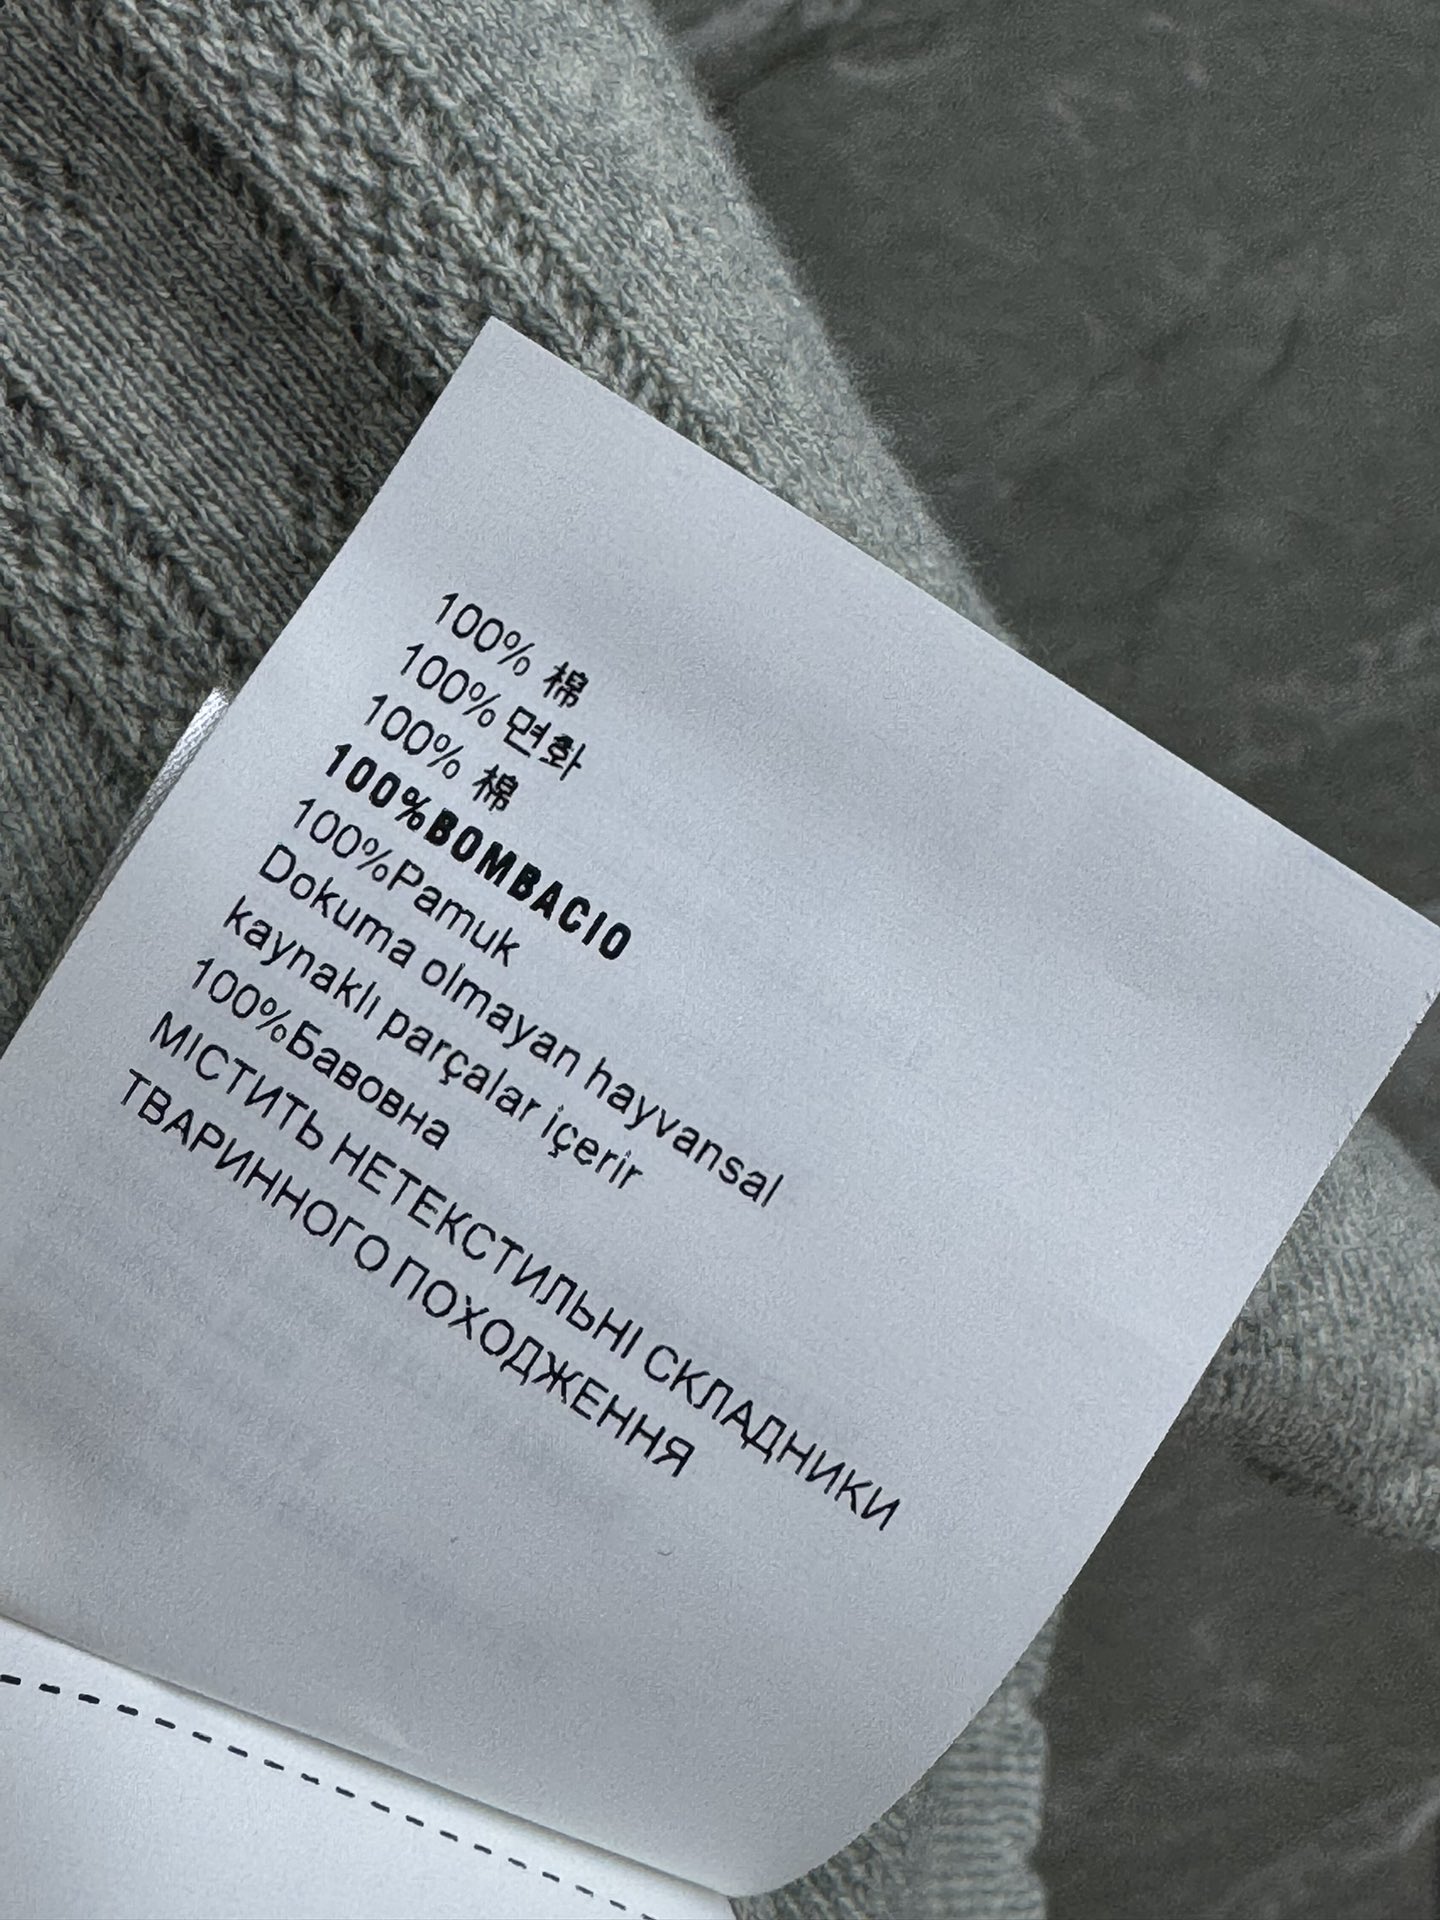 100% 棉
100% 면화
100% 棉
100%BOMBACIO
100%Pamuk
Dokuma olmayan hayvansal
kaynaklı parçalar içerir
100%Бавовна
МІСТИТЬ НЕТЕКСТИЛЬНІ СКЛАДНИКИ
ТВАРИННОГО ПОХОДЖЕННЯ